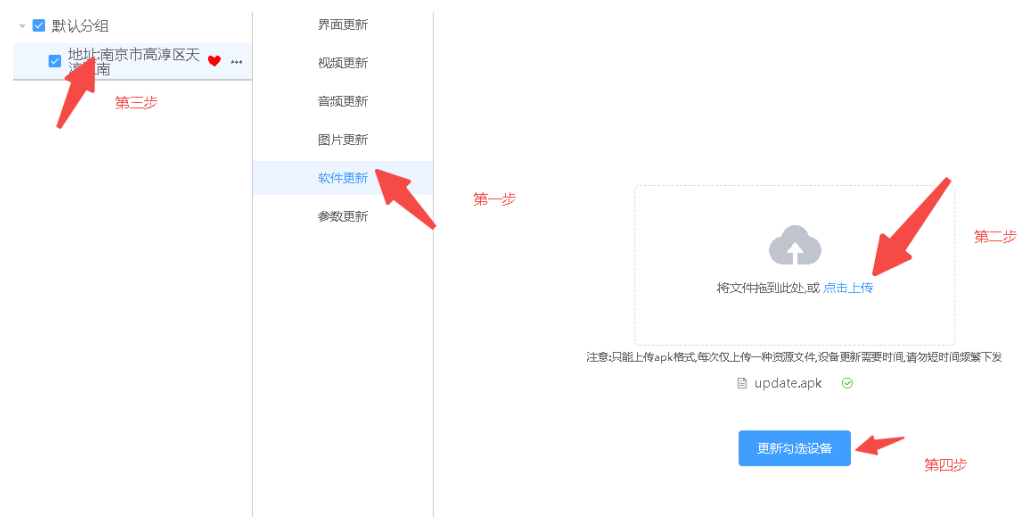 默认分组
地址:南京市高淳区天
南
第三步
界面更新
视频更新
音频更新
图片更新
软件更新
参数更新
第一步
第二步
将文件拖到此处,或 点击上传
注意:只能上传apk格式,每次仅上传一种资源文件,设备更新需要时间,请勿短时间频繁下发
update.apk
更新勾选设备
第四步